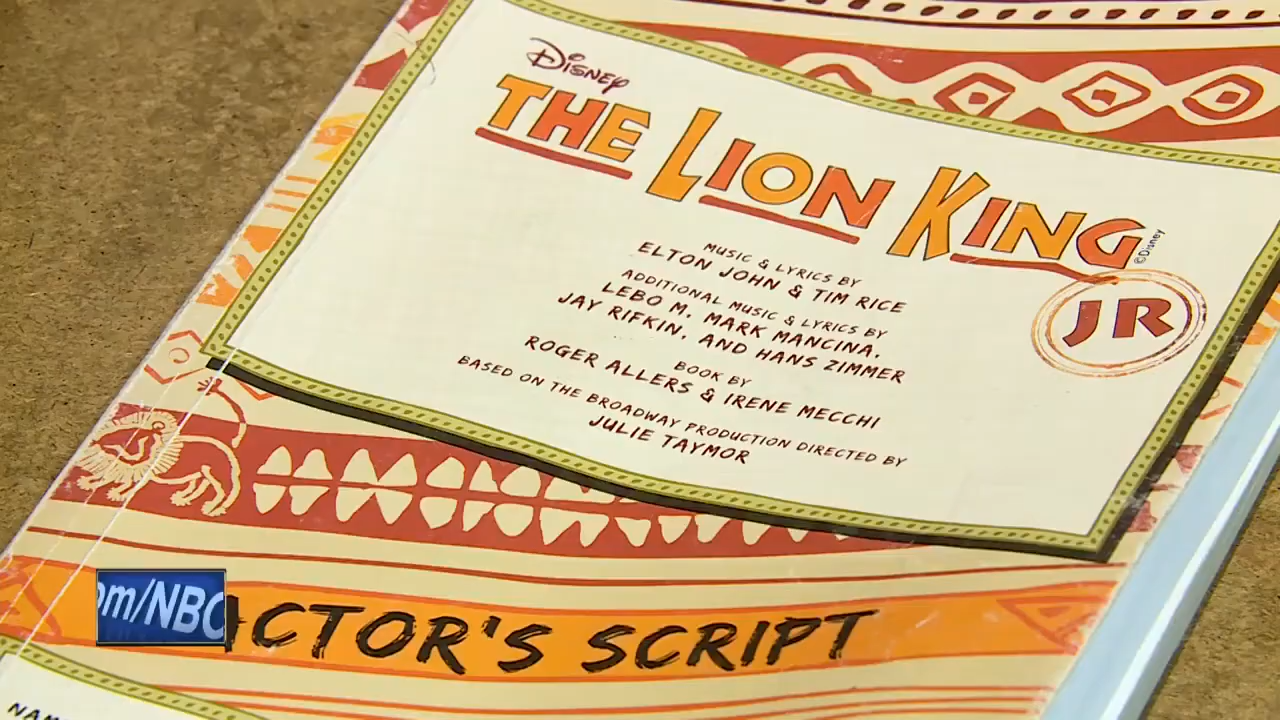 Disney
THE LION KING
©Disney
JR
MUSIC & LYRICS BY
ELTON JOHN & TIM RICE
ADDITIONAL MUSIC & LYRICS BY
LEBO M, MARK MANCINA,
JAY RIFKIN, AND HANS ZIMMER
BOOK BY
ROGER ALLERS & IRENE MECCHI
BASED ON THE BROADWAY PRODUCTION DIRECTED BY
JULIE TAYMOR
om/NBC
ACTOR'S SCRIPT